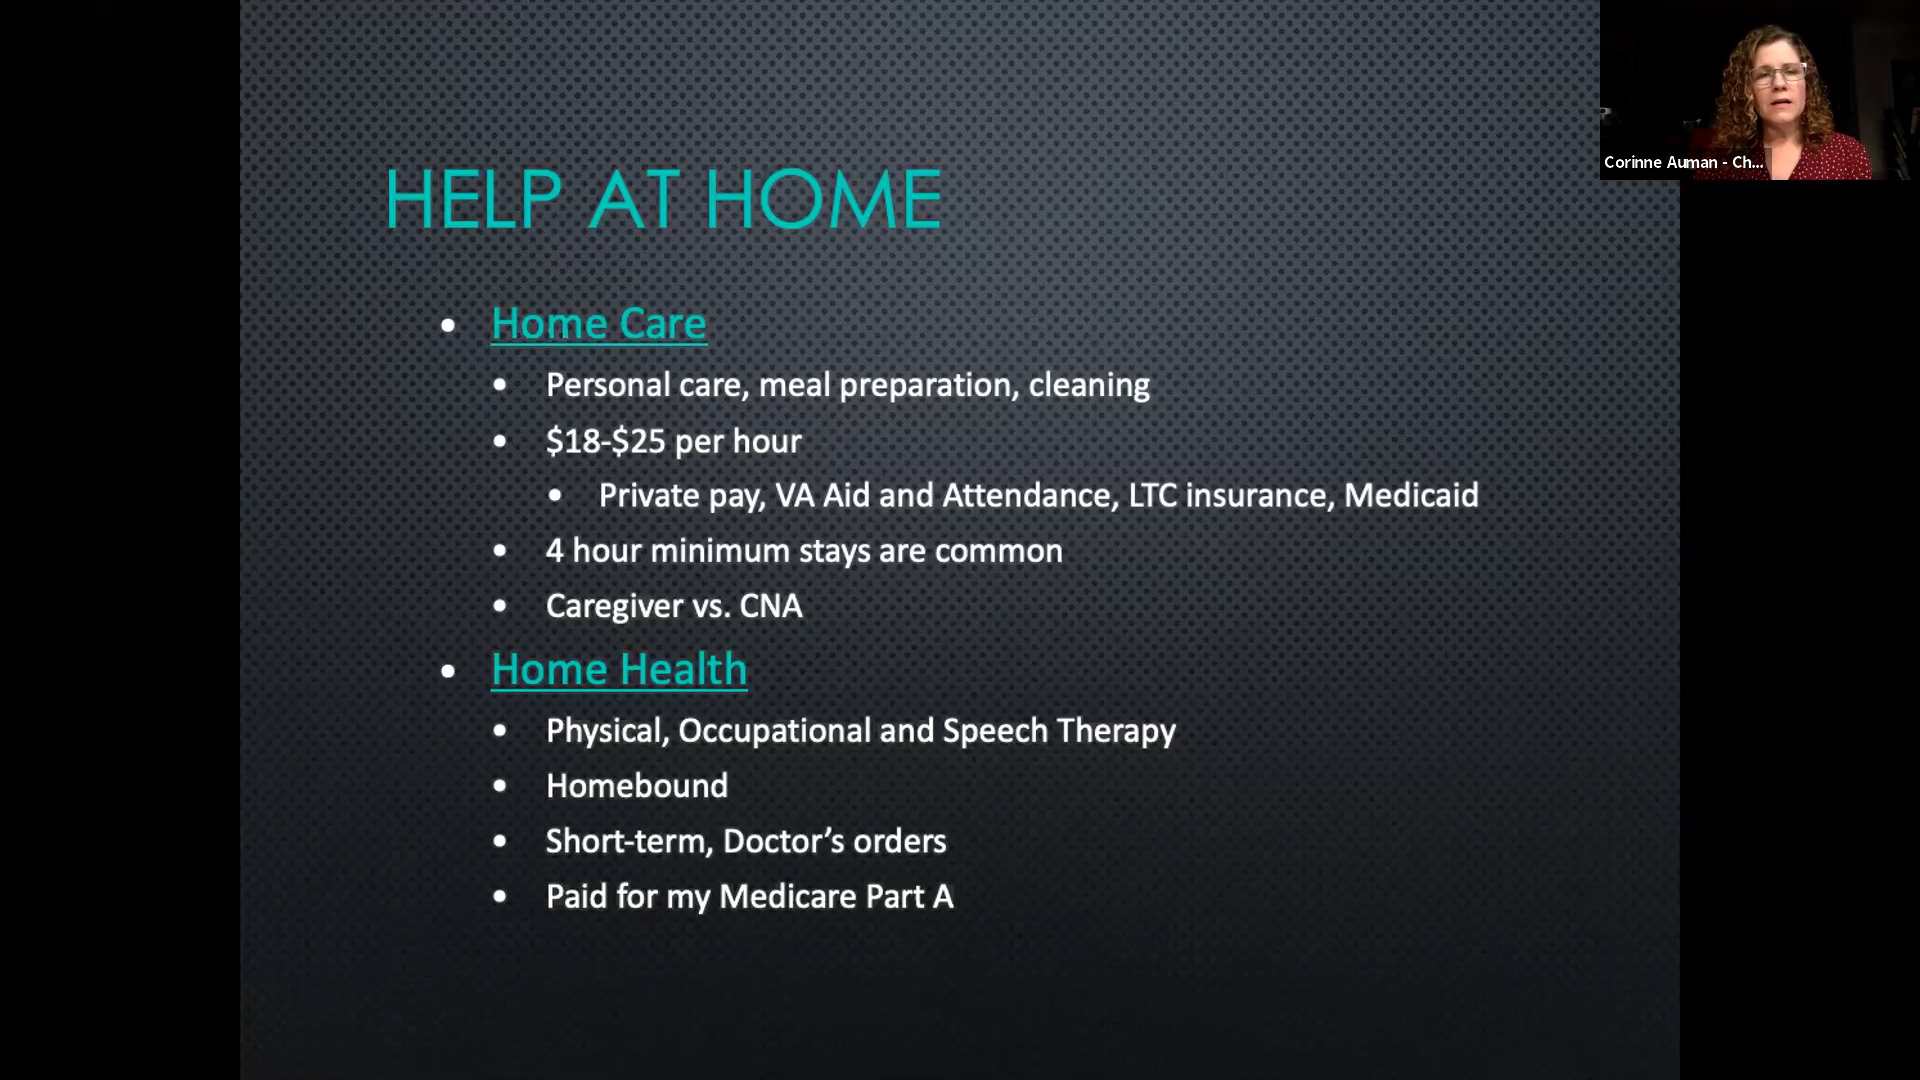 HELP AT HOME
Home Care
Personal care, meal preparation, cleaning
$18-$25 per hour
Private pay, VA Aid and Attendance, LTC insurance, Medicaid
4 hour minimum stays are common
Caregiver vs. CNA
Home Health
Physical, Occupational and Speech Therapy
Homebound
Short-term, Doctor’s orders
Paid for my Medicare Part A
Corinne Auman - Ch...